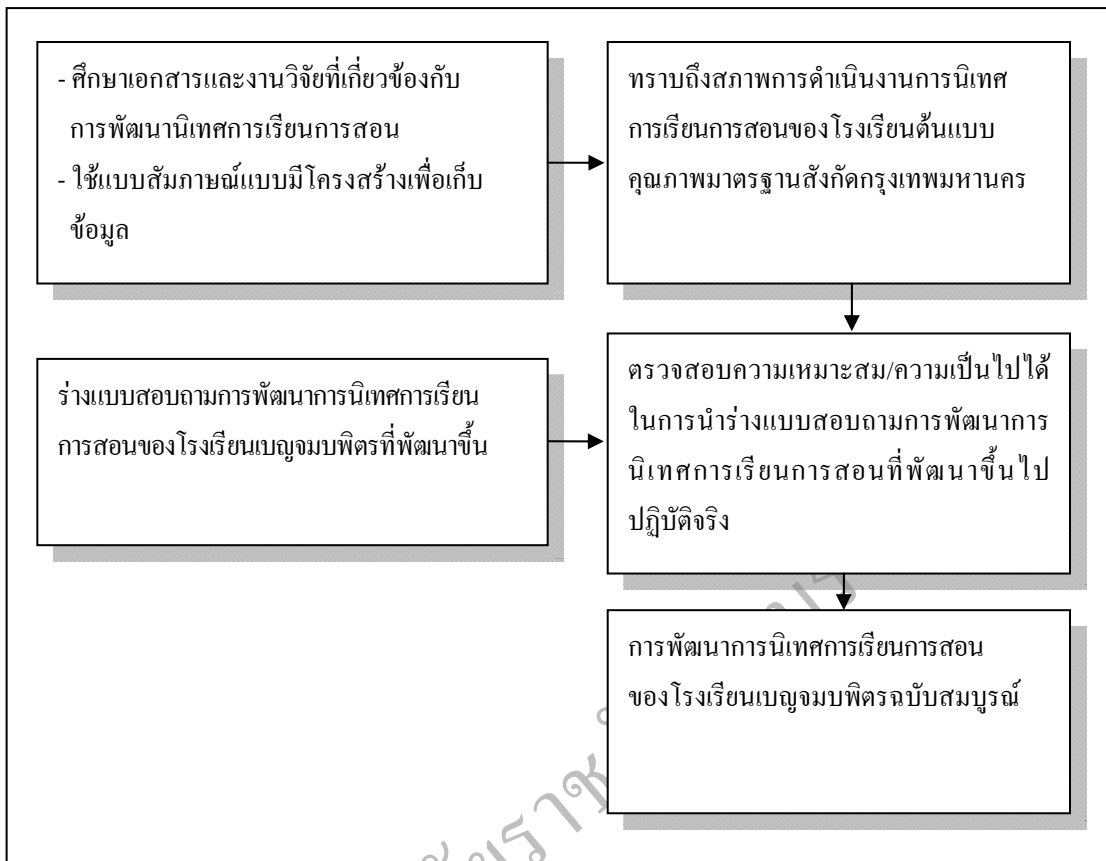 - ศึกษาเอกสารและงานวิจัยที่เกี่ยวข้องกับ
การพัฒนานิเทศการเรียนการสอน
- ใช้แบบสัมภาษณ์แบบมีโครงสร้างเพื่อเก็บ
ข้อมูล
ทราบถึงสภาพการดำเนินงานการนิเทศ
การเรียนการสอนของโรงเรียนต้นแบบ
คุณภาพมาตรฐานสังกัดกรุงเทพมหานคร
ร่างแบบสอบถามการพัฒนาการนิเทศการเรียน
การสอนของโรงเรียนเบญจมบพิตรที่พัฒนาขึ้น
ตรวจสอบความเหมาะสม/ความเป็นไปได้
ในการนำร่างแบบสอบถามการพัฒนาการ
นิเทศการเรียนการสอนที่พัฒนาขึ้นไป
ปฏิบัติจริง
การพัฒนาการนิเทศการเรียนการสอน
ของโรงเรียนเบญจมบพิตรฉบับสมบูรณ์